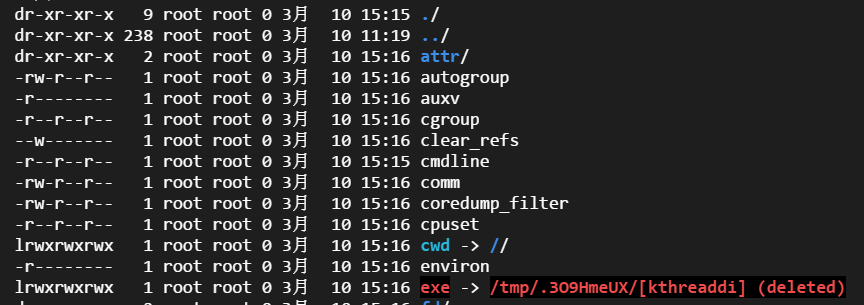 dr-xr-xr-x 9 root root 0 3月 10 15:15 ./
dr-xr-xr-x 238 root root 0 3月 10 11:19 ../
dr-xr-xr-x 2 root root 0 3月 10 15:16 attr/
-rw-r--r-- 1 root root 0 3月 10 15:16 autogroup
-r-------- 1 root root 0 3月 10 15:16 auxv
-r--r--r-- 1 root root 0 3月 10 15:16 cgroup
--w------- 1 root root 0 3月 10 15:16 clear_refs
-r--r--r-- 1 root root 0 3月 10 15:15 cmdline
-rw-r--r-- 1 root root 0 3月 10 15:16 comm
-rw-r--r-- 1 root root 0 3月 10 15:16 coredump_filter
-r--r--r-- 1 root root 0 3月 10 15:16 cpuset
lrwxrwxrwx 1 root root 0 3月 10 15:16 cwd -> //
-r-------- 1 root root 0 3月 10 15:16 environ
lrwxrwxrwx 1 root root 0 3月 10 15:16 exe -> /tmp/.3O9HmeUX/[kthreaddi] (deleted)